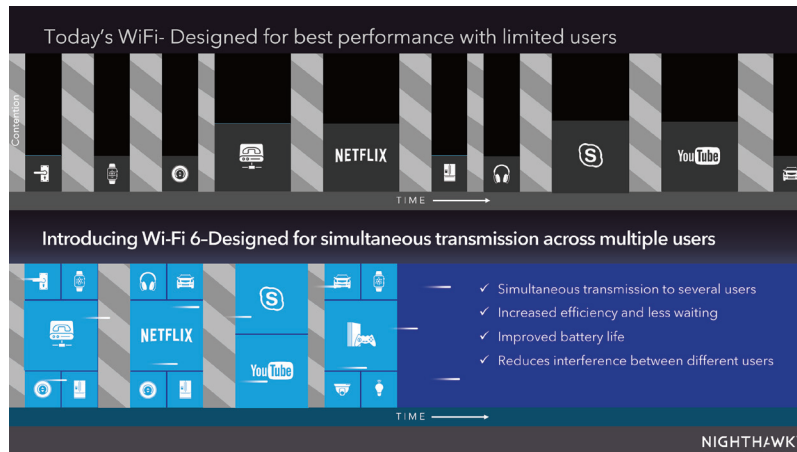 Today's WiFi- Designed for best performance with limited users
Contention
NETFLIX
S
YouTube
TIME
Introducing Wi-Fi 6–Designed for simultaneous transmission across multiple users
S
NETFLIX
YouTube
✓ Simultaneous transmission to several users
✓ Increased efficiency and less waiting
✓ Improved battery life
✓ Reduces interference between different users
TIME
NIGHTHAWK